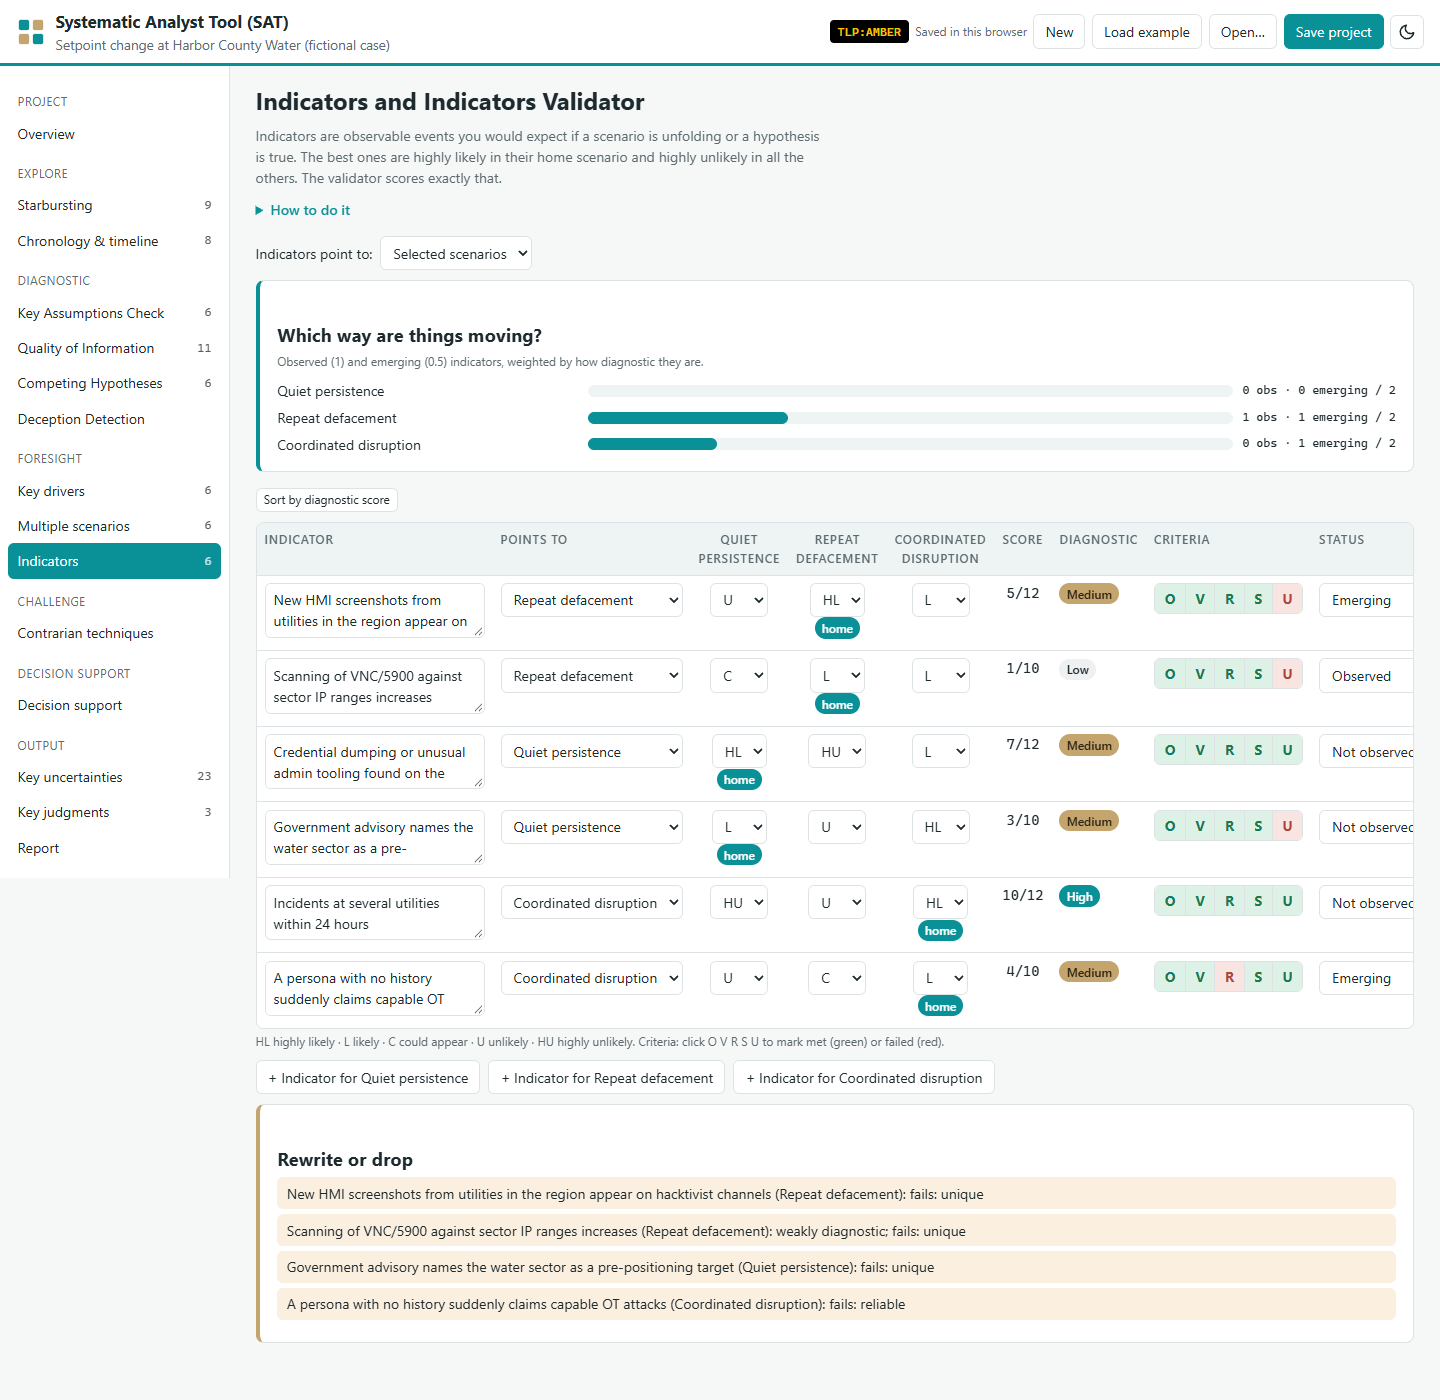 Systematic Analyst Tool (SAT)
Setpoint change at Harbor County Water (fictional case)
TLP:AMBER
Saved in this browser
New
Load example
Open...
Save project
PROJECT
Overview
EXPLORE
Starbursting 9
Chronology & timeline 8
DIAGNOSTIC
Key Assumptions Check 6
Quality of Information 11
Competing Hypotheses 6
Deception Detection
FORESIGHT
Key drivers 6
Multiple scenarios 6
Indicators 6
CHALLENGE
Contrarian techniques
DECISION SUPPORT
Decision support
OUTPUT
Key uncertainties 23
Key judgments 3
Report
Indicators and Indicators Validator
Indicators are observable events you would expect if a scenario is unfolding or a hypothesis
is true. The best ones are highly likely in their home scenario and highly unlikely in all the
others. The validator scores exactly that.
How to do it
Indicators point to: Selected scenarios
Which way are things moving?
Observed (1) and emerging (0.5) indicators, weighted by how diagnostic they are.
Quiet persistence 0 obs · 0 emerging / 2
Repeat defacement 1 obs · 1 emerging / 2
Coordinated disruption 0 obs · 1 emerging / 2
Sort by diagnostic score
INDICATOR POINTS TO QUIET PERSISTENCE REPEAT DEFACEMENT COORDINATED DISRUPTION SCORE DIAGNOSTIC CRITERIA STATUS
New HMI screenshots from
utilities in the region appear on
Repeat defacement U HL home L 5/12 Medium O V R S U Emerging
Scanning of VNC/5900 against
sector IP ranges increases
Repeat defacement C L home L 1/10 Low O V R S U Observed
Credential dumping or unusual
admin tooling found on the
Quiet persistence HL home HU L 7/12 Medium O V R S U Not observed
Government advisory names the
water sector as a pre-
Quiet persistence L home U HL 3/10 Medium O V R S U Not observed
Incidents at several utilities
within 24 hours
Coordinated disruption HU U HL home 10/12 High O V R S U Not observed
A persona with no history
suddenly claims capable OT
Coordinated disruption U C L home 4/10 Medium O V R S U Emerging
HL highly likely · L likely · C could appear · U unlikely · HU highly unlikely. Criteria: click O V R S U to mark met (green) or failed (red).
+ Indicator for Quiet persistence
+ Indicator for Repeat defacement
+ Indicator for Coordinated disruption
Rewrite or drop
New HMI screenshots from utilities in the region appear on hacktivist channels (Repeat defacement): fails: unique
Scanning of VNC/5900 against sector IP ranges increases (Repeat defacement): weakly diagnostic; fails: unique
Government advisory names the water sector as a pre-positioning target (Quiet persistence): fails: unique
A persona with no history suddenly claims capable OT attacks (Coordinated disruption): fails: reliable